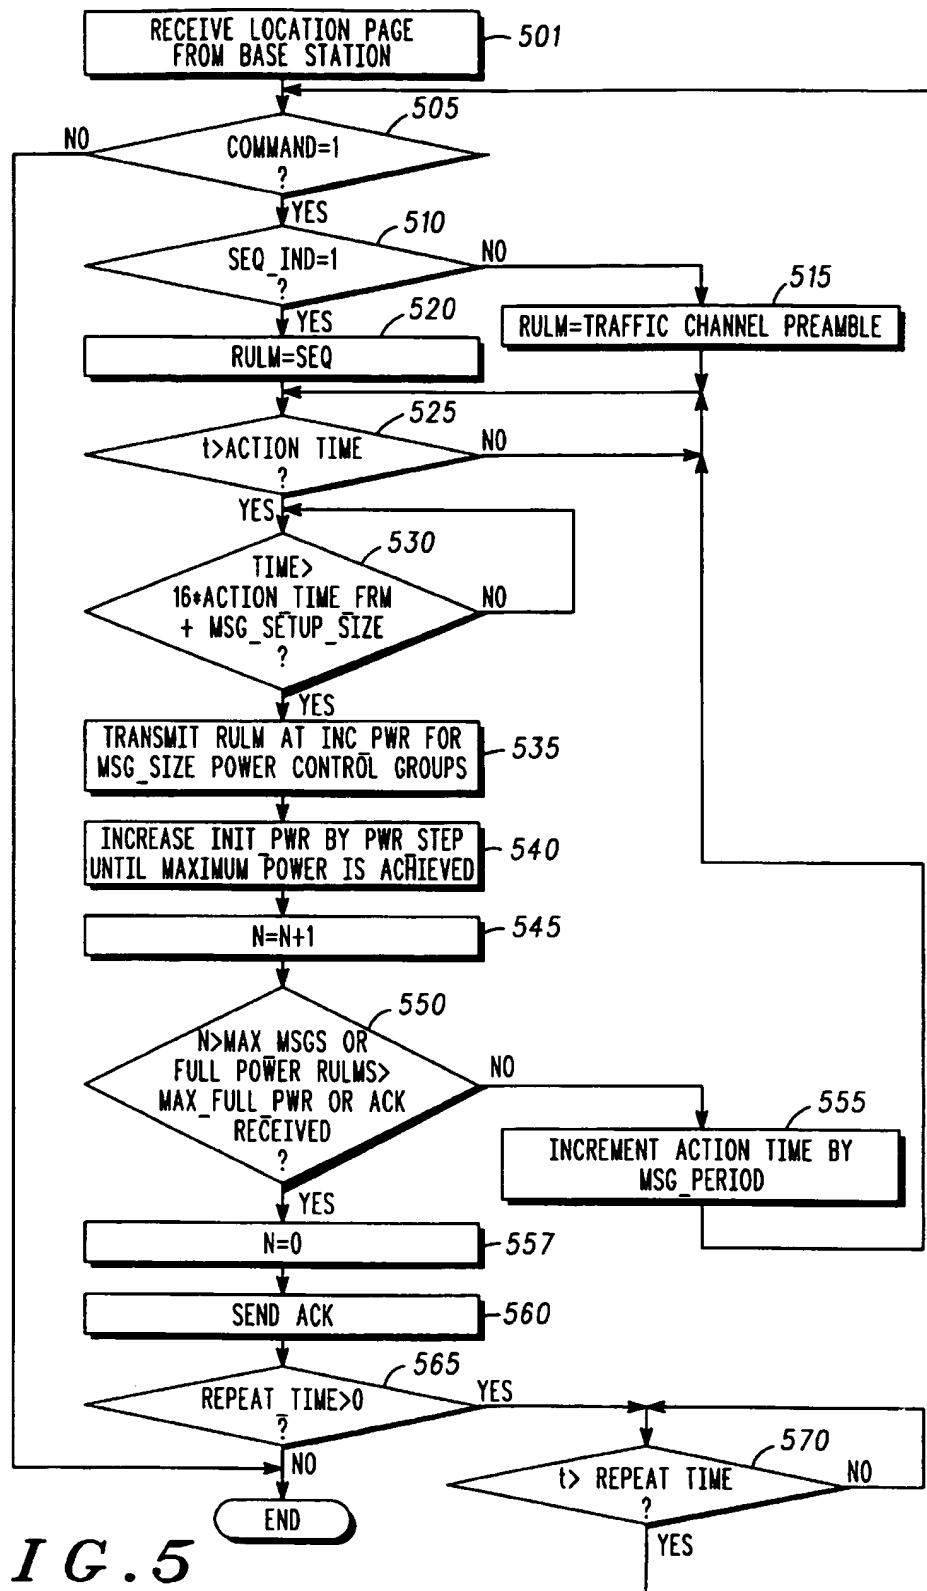 RECEIVE LOCATION PAGE
FROM BASE STATION
501
505
NO
COMMAND=1
?
YES
510
SEQ_IND=1
?
NO
YES
515
RULM=TRAFFIC CHANNEL PREAMBLE
520
RULM=SEQ
525
t>ACTION TIME
?
NO
YES
530
TIME>
16*ACTION_TIME_FRM
+ MSG_SETUP_SIZE
?
NO
YES
TRANSMIT RULM AT INC_PWR FOR
MSG_SIZE POWER CONTROL GROUPS
535
INCREASE INIT_PWR BY PWR_STEP
UNTIL MAXIMUM POWER IS ACHIEVED
540
N=N+1
545
550
N>MAX_MSGS OR
FULL POWER RULMS>
MAX_FULL_PWR OR ACK
RECEIVED
?
NO
YES
555
INCREMENT ACTION TIME BY
MSG_PERIOD
N=0
557
SEND ACK
560
565
REPEAT_TIME>0
?
YES
NO
570
t> REPEAT TIME
?
NO
YES
END
IG.5